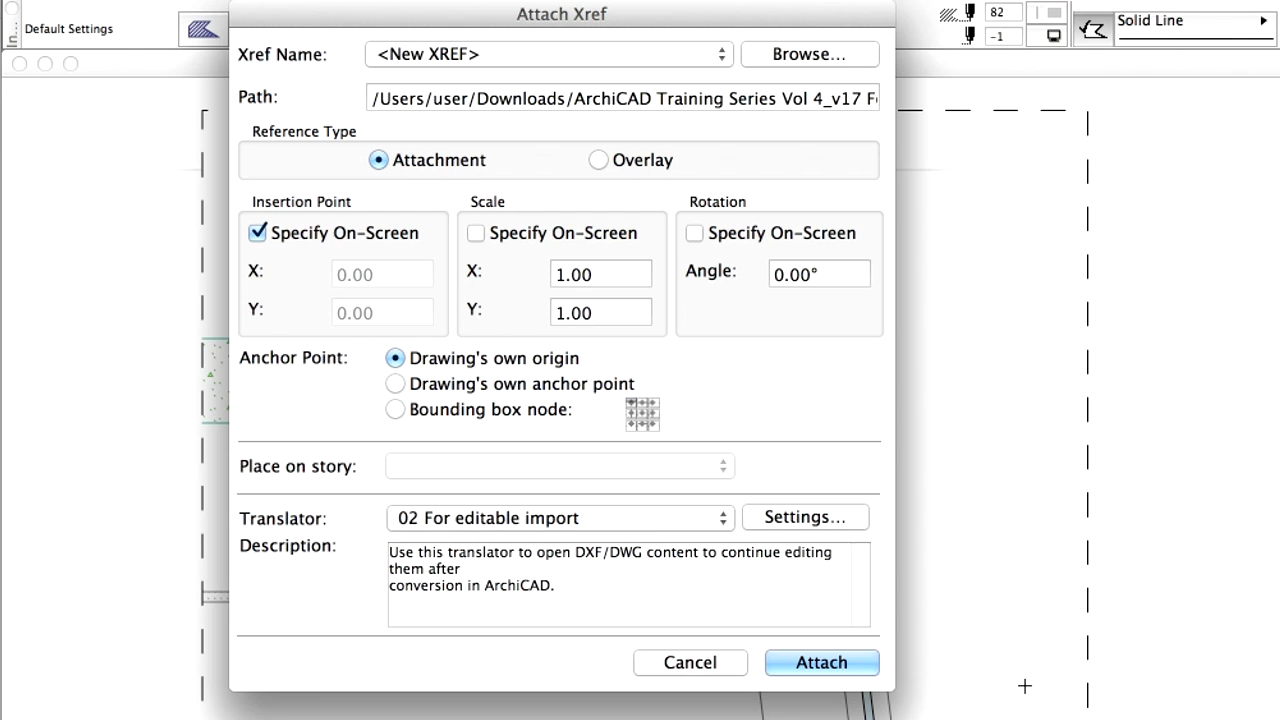 Attach Xref
In...
Default Settings
82
-1
Solid Line
Xref Name:
<New XREF>
Browse...
Path:
/Users/user/Downloads/ArchiCAD Training Series Vol 4_v17 F
Reference Type
Attachment
Overlay
Insertion Point
Scale
Rotation
Specify On-Screen
Specify On-Screen
Specify On-Screen
X:
0.00
X:
1.00
Angle:
0.00°
Y:
0.00
Y:
1.00
Anchor Point:
Drawing's own origin
Drawing's own anchor point
Bounding box node:
Place on story:
Translator:
02 For editable import
Settings...
Description:
Use this translator to open DXF/DWG content to continue editing
them after
conversion in ArchiCAD.
Cancel
Attach